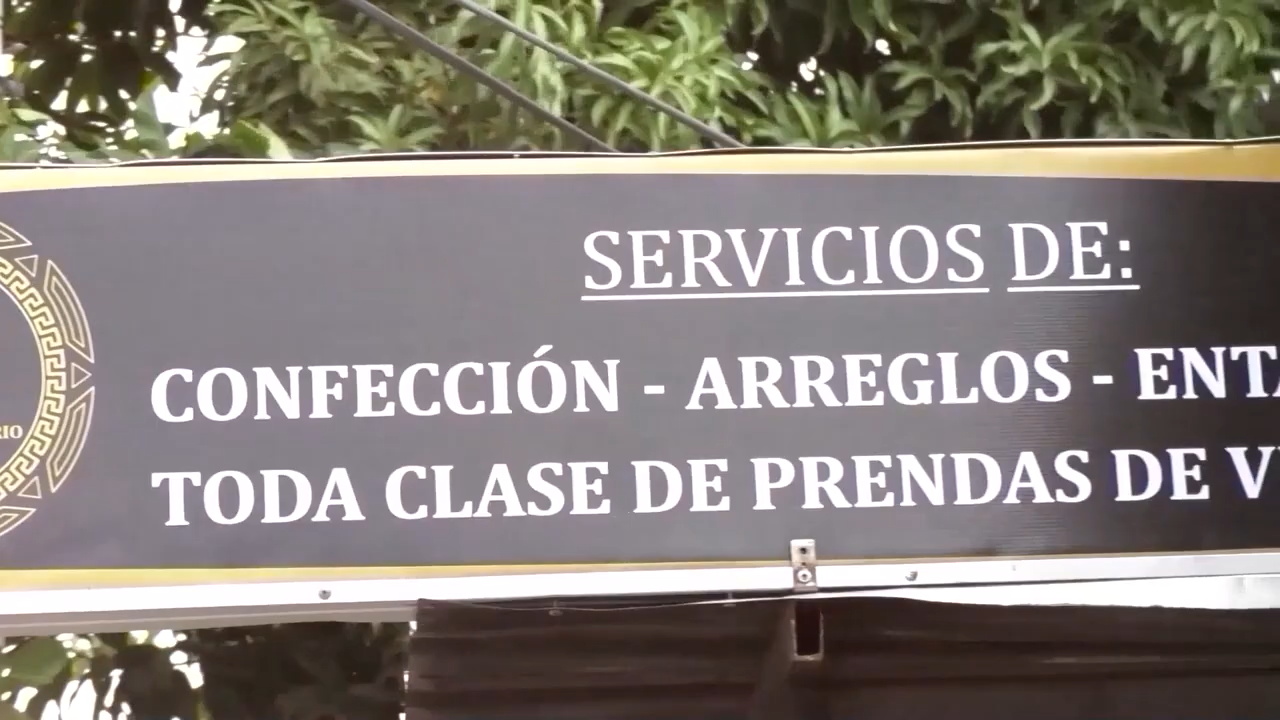 SERVICIOS DE:
CONFECCIÓN - ARREGLOS -
TODA CLASE DE PRENDAS DE